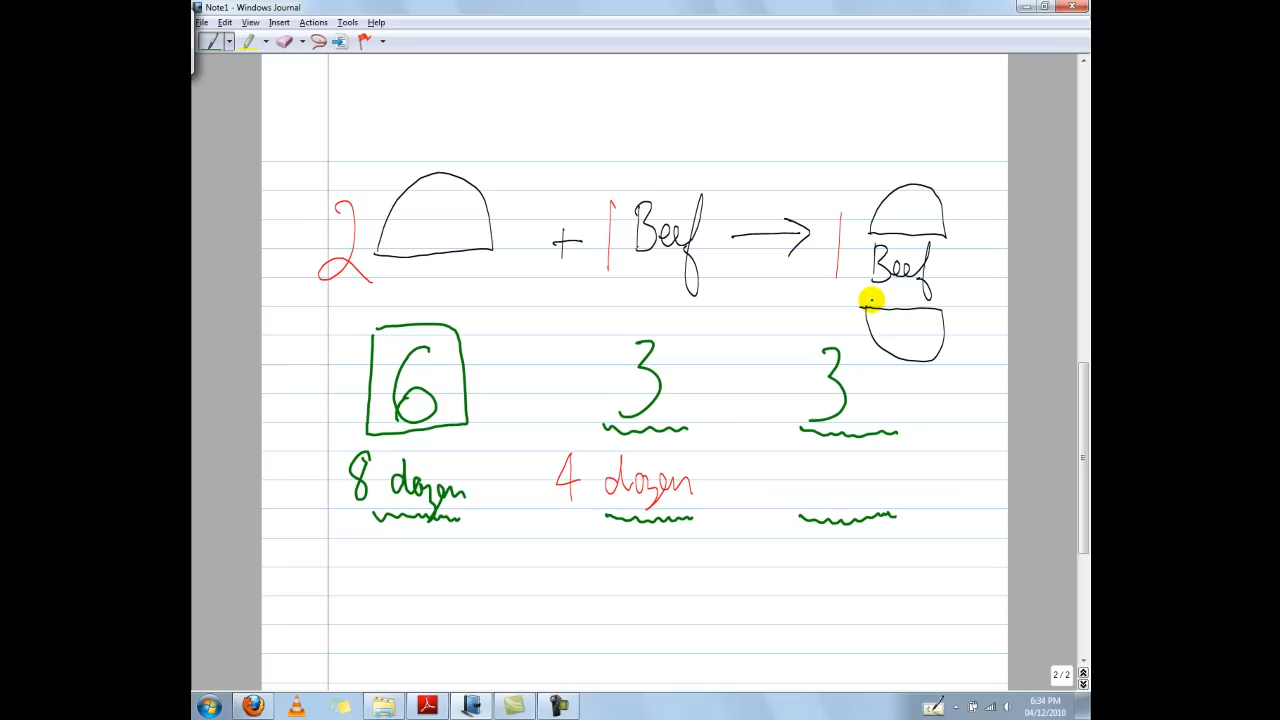 Note1 - Windows Journal
File Edit View Insert Actions Tools Help
2 + 1 Beef → 1 Beef
6 3 3
8 dozen 4 dozen
2 / 2
6:34 PM
04/12/2010